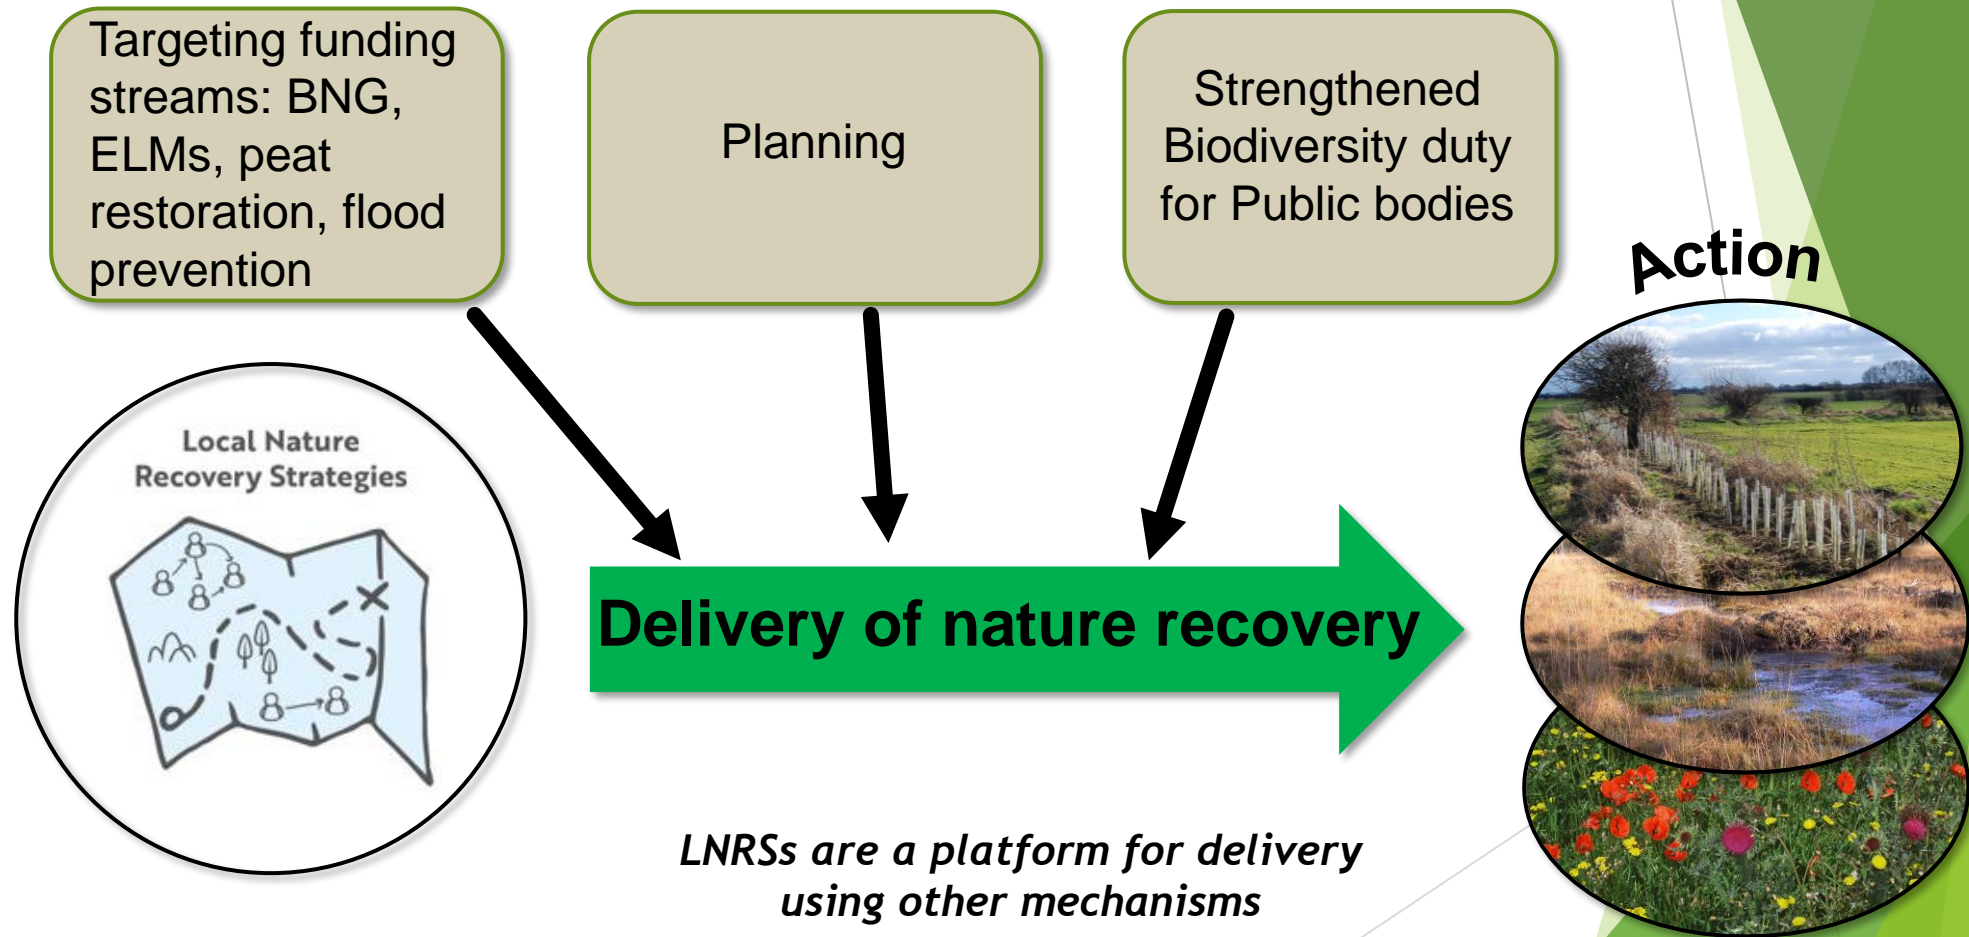 Targeting funding
streams: BNG,
ELMs, peat
restoration, flood
prevention
Planning
Strengthened
Biodiversity duty
for Public bodies
Action
Local Nature
Recovery Strategies
Delivery of nature recovery
LNRSs are a platform for delivery
using other mechanisms